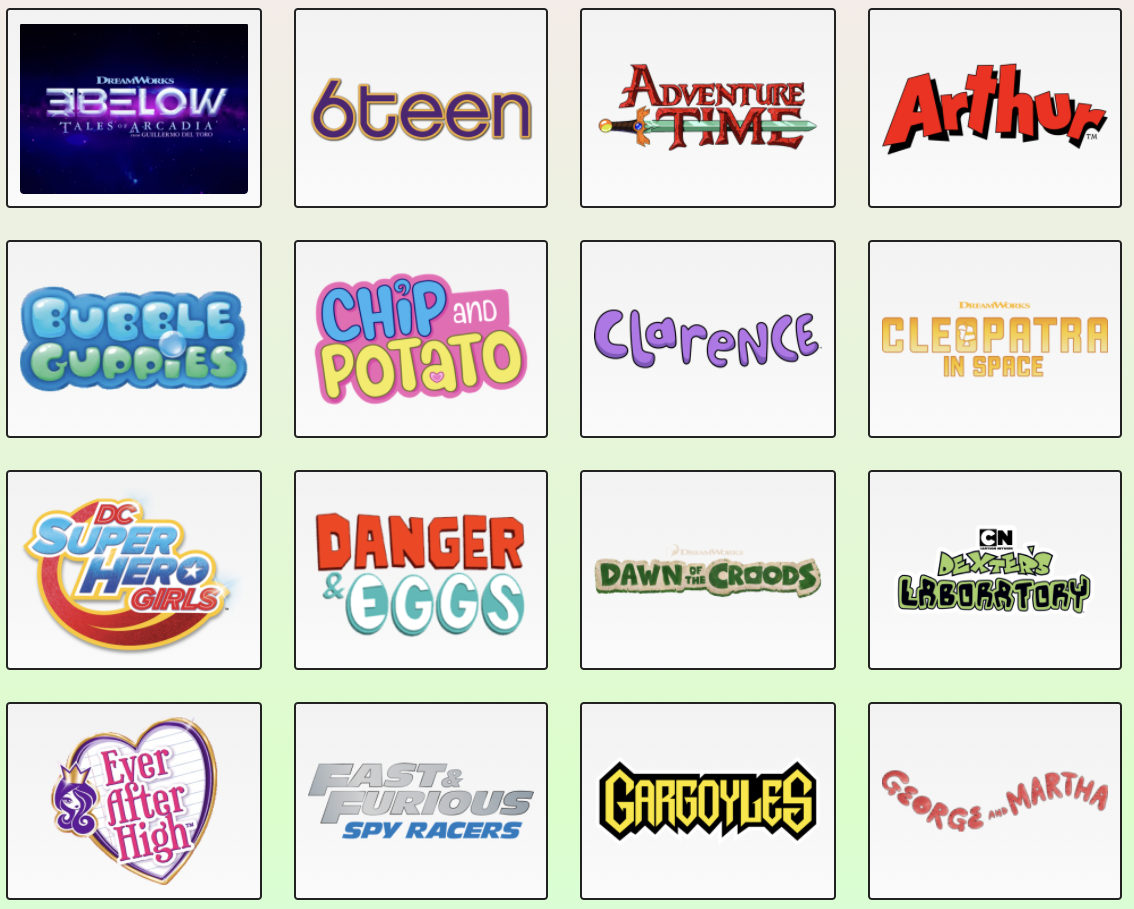 DREAMWORKS
3BELOW
TALES OF ARCADIA
FROM GUILLERMO DEL TORO
6teen
ADVENTURE
TIME
Arthur
TM
BUBBLE
GUPPIES
CHIP AND
POTATO
Clarence
DREAMWORKS
CLEOPATRA
IN SPACE
DC
SUPER
HERO
GIRLS
DANGER
& EGGS
DREAMWORKS
DAWN OF THE CROODS
CN
CARTOON NETWORK
DEXTER'S
LABORATORY
Ever
After
High™
FAST &
FURIOUS
SPY RACERS
GARGOYLES
GEORGE AND MARTHA